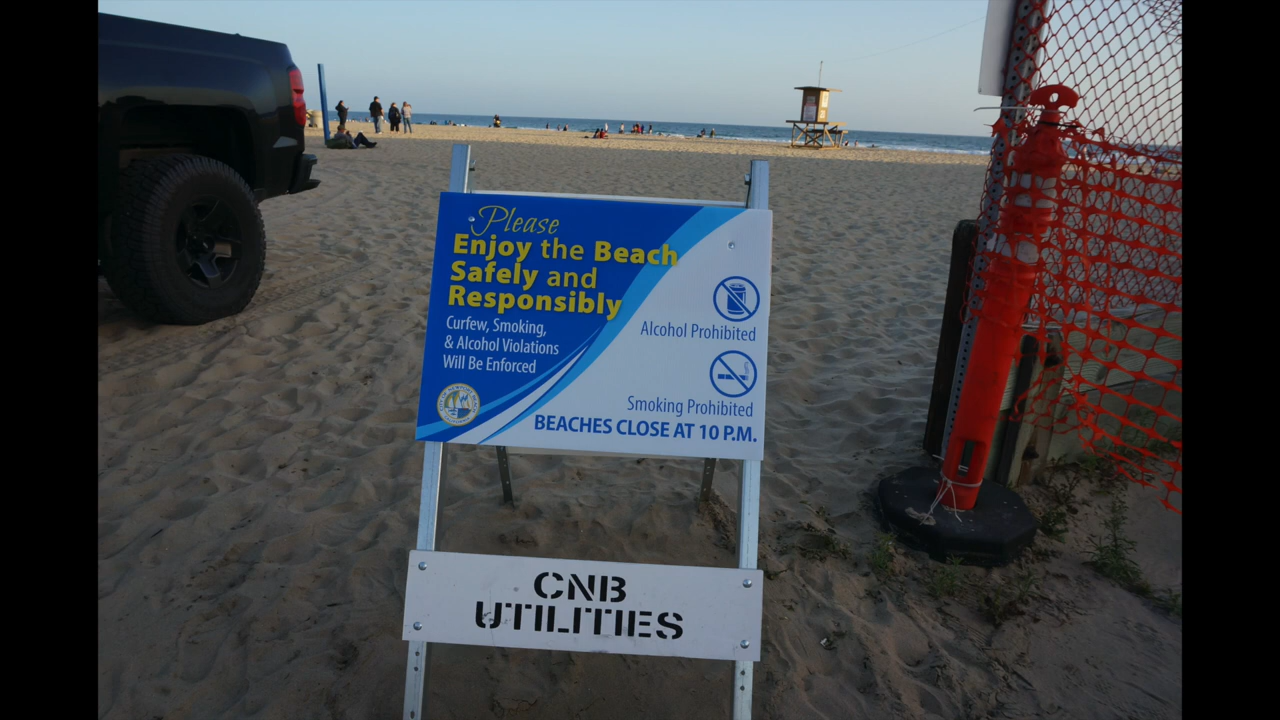 Please
Enjoy the Beach
Safely and
Responsibly
Curfew, Smoking,
& Alcohol Violations
Will Be Enforced
Alcohol Prohibited
Smoking Prohibited
BEACHES CLOSE AT 10 P.M.
CNB
UTILITIES